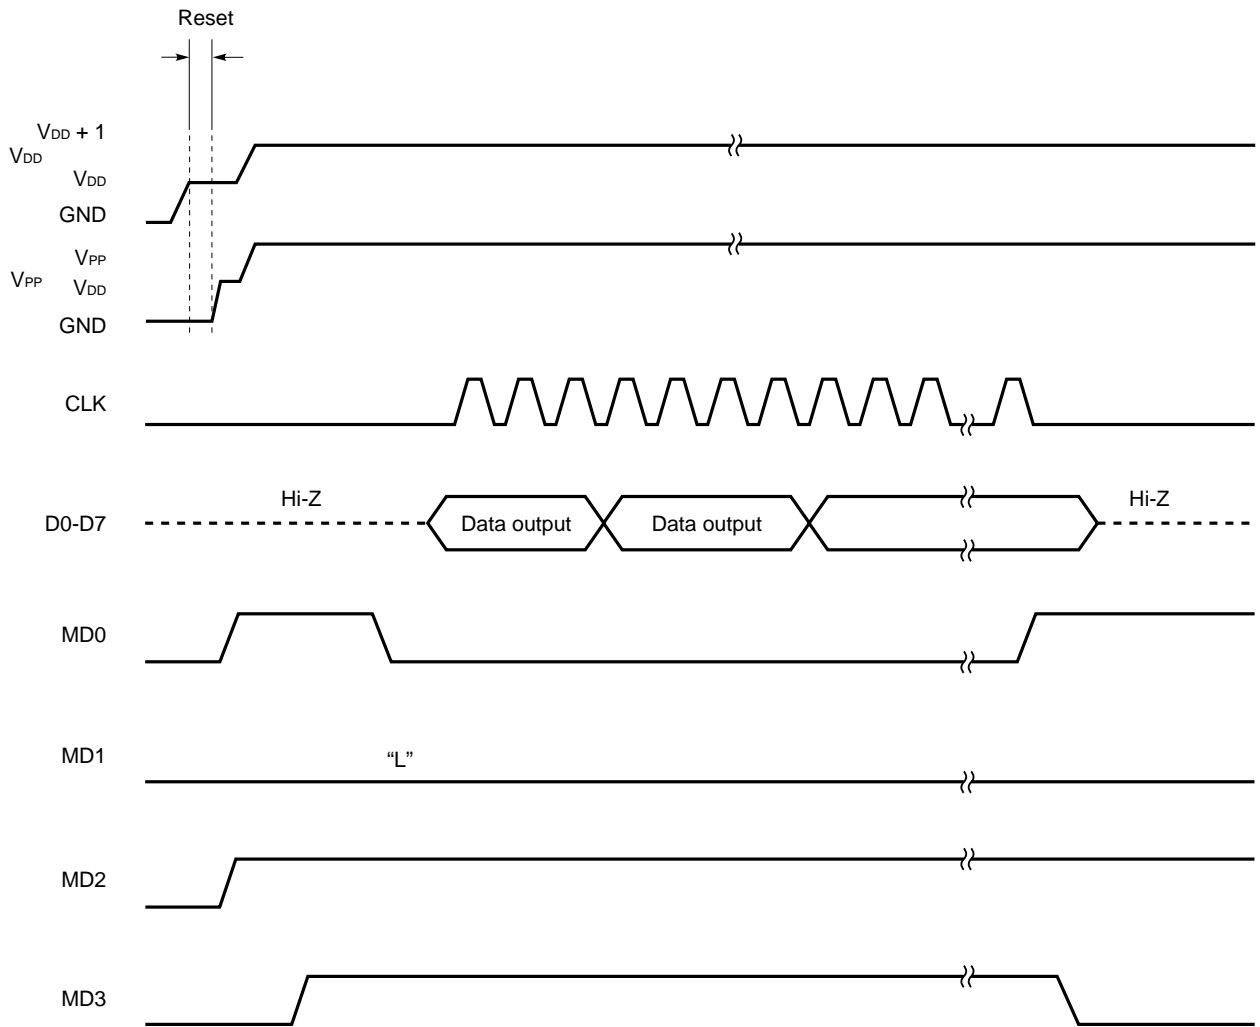 Reset
VDD + 1
VDD
VDD
GND
VPP
VPP
VDD
GND
CLK
Hi-Z
Hi-Z
D0-D7
Data output
Data output
MD0
MD1
“L”
MD2
MD3